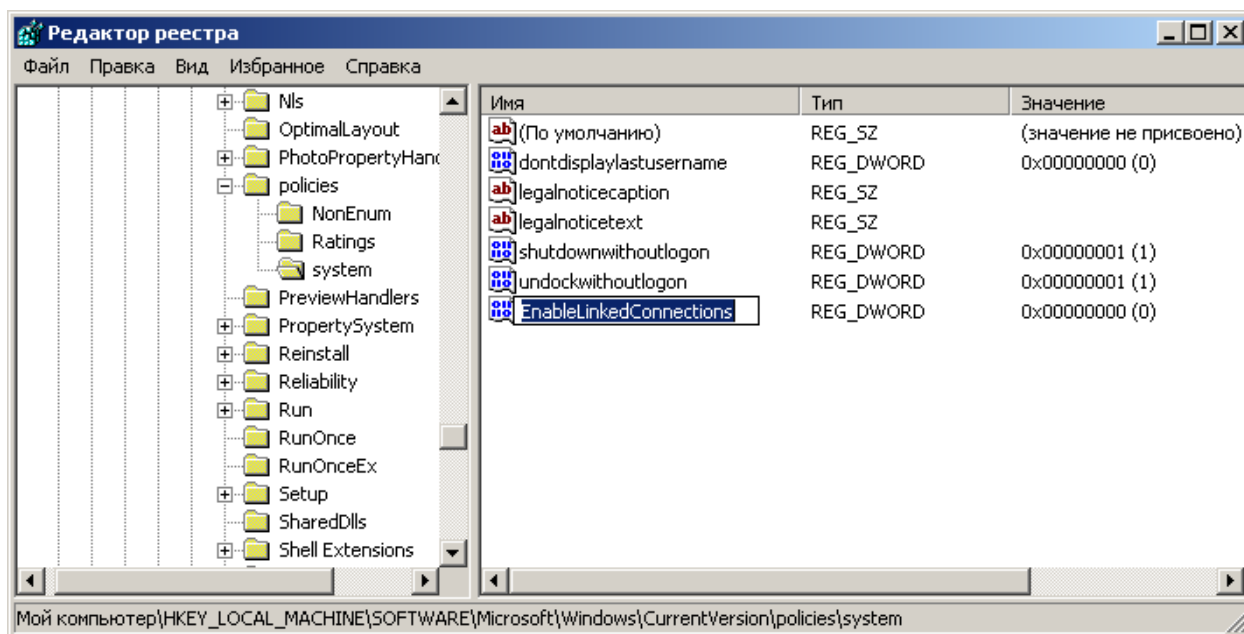 Редактор реестра
Файл Правка Вид Избранное Справка
Nls
OptimalLayout
PhotoPropertyHand
policies
NonEnum
Ratings
system
PreviewHandlers
PropertySystem
Reinstall
Reliability
Run
RunOnce
RunOnceEx
Setup
SharedDlls
Shell Extensions
Имя Тип Значение
(По умолчанию) REG_SZ (значение не присвоено)
dontdisplaylastusername REG_DWORD 0x00000000 (0)
legalnoticecaption REG_SZ
legalnoticetext REG_SZ
shutdownwithoutlogon REG_DWORD 0x00000001 (1)
undockwithoutlogon REG_DWORD 0x00000001 (1)
EnableLinkedConnections REG_DWORD 0x00000000 (0)
Мой компьютер\HKEY_LOCAL_MACHINE\SOFTWARE\Microsoft\Windows\CurrentVersion\policies\system